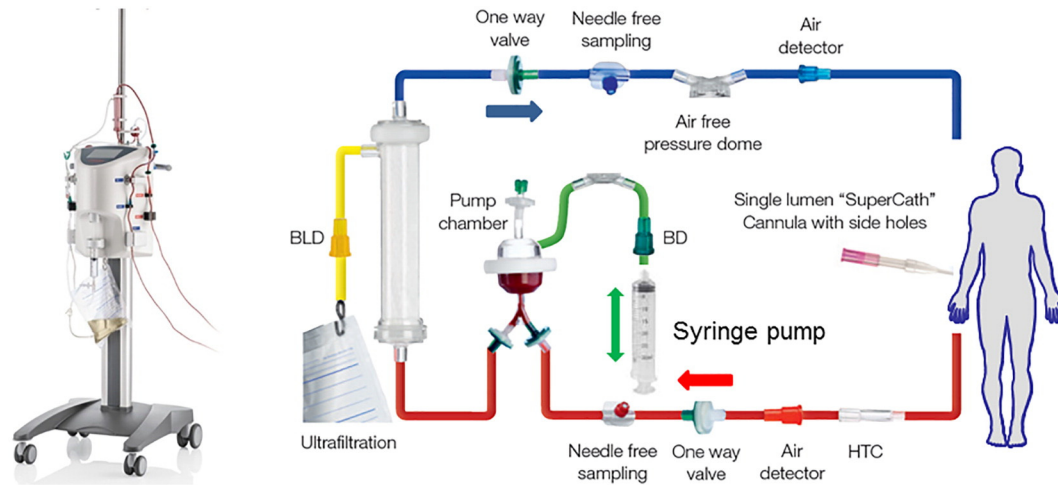 One way
valve
Needle free
sampling
Air
detector
Air free
pressure dome
Pump
chamber
BLD
BD
Single lumen “SuperCath”
Cannula with side holes
Syringe pump
Ultrafiltration
Needle free
sampling
One way
valve
Air
detector
HTC